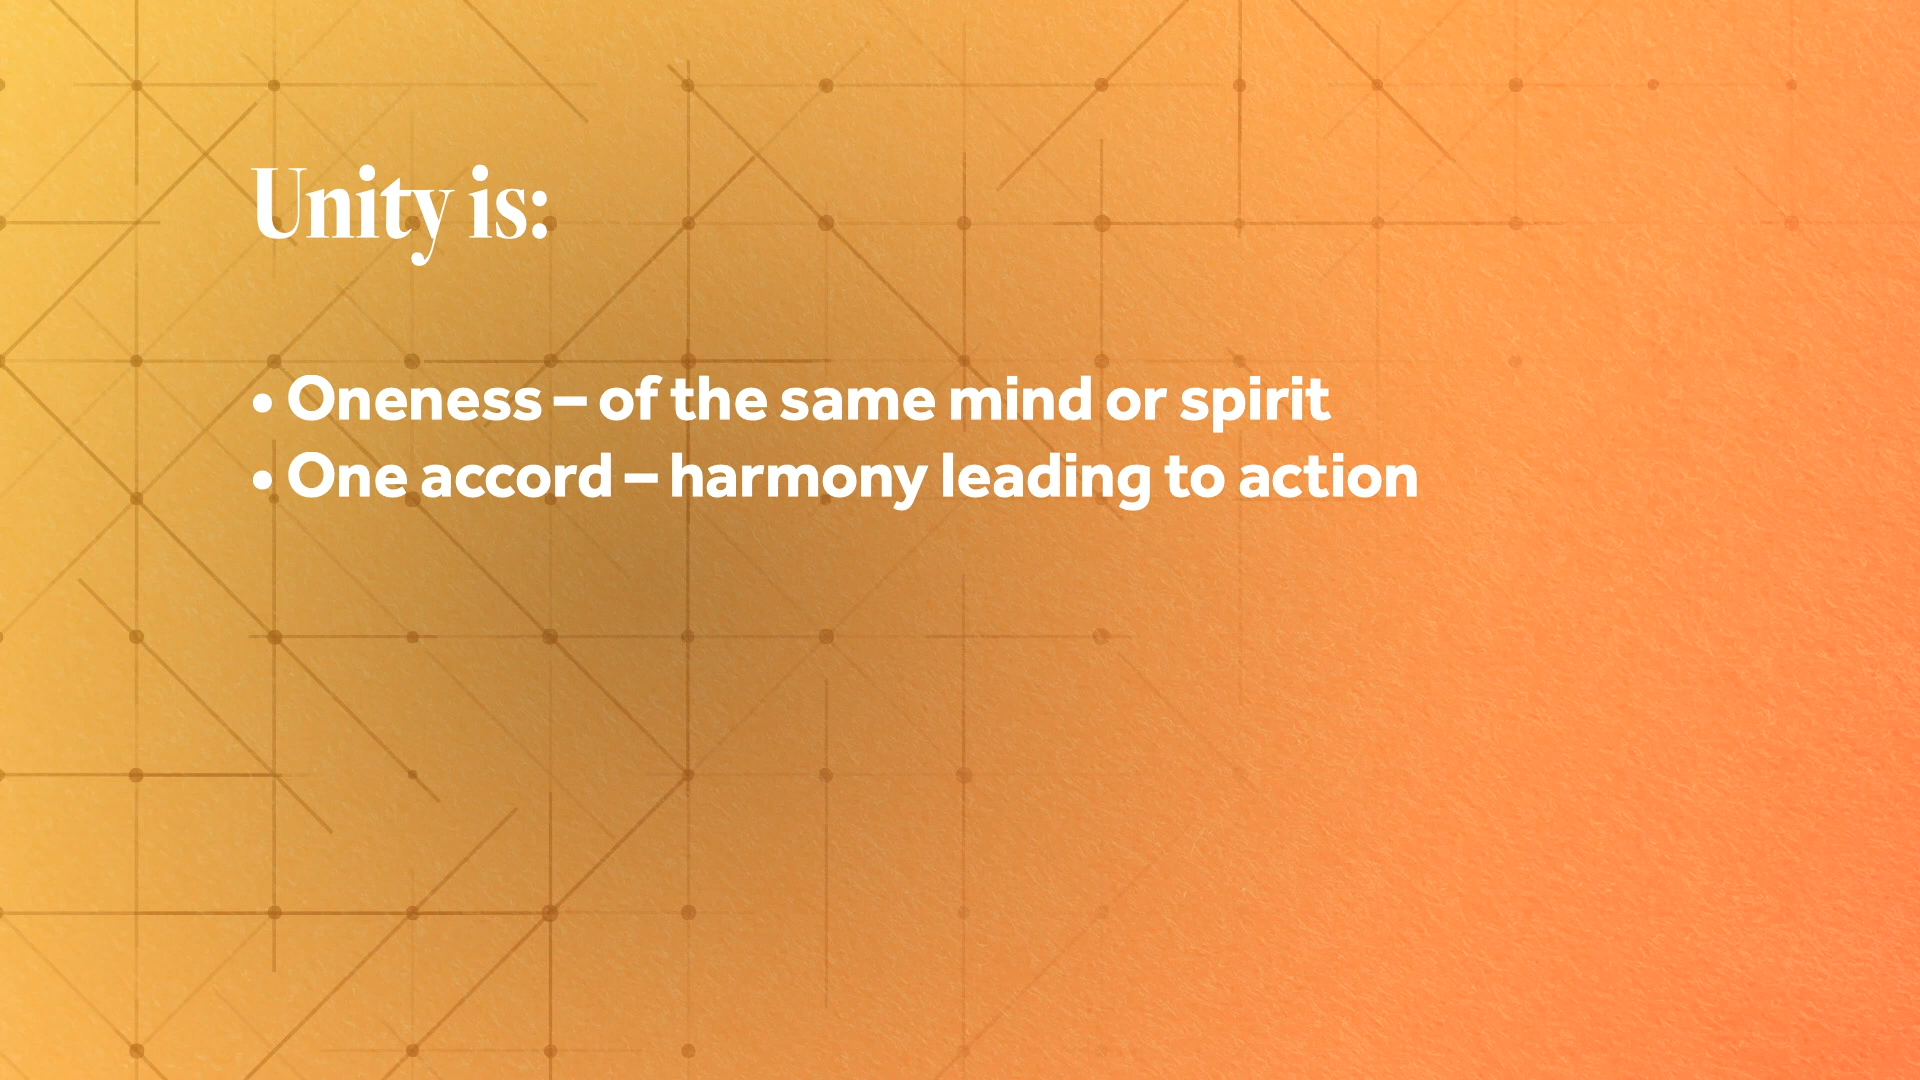 Unity is:
• Oneness – of the same mind or spirit
• One accord – harmony leading to action